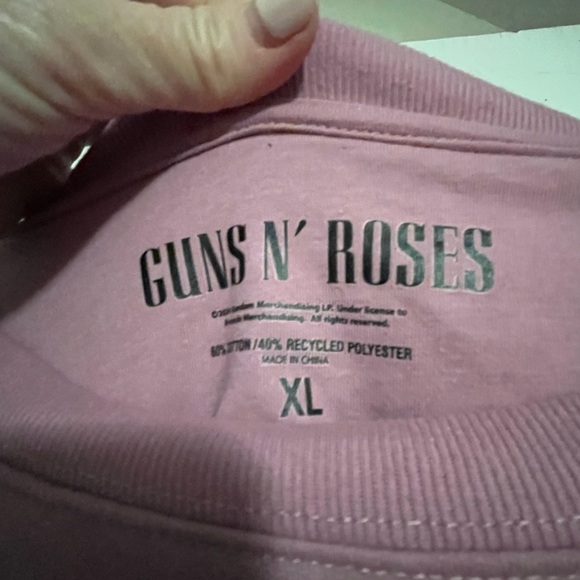 GUNS N' ROSES
Merchandising LP. Under license to
Merchandising. All rights reserved.
60% COTTON/40% RECYCLED POLYESTER
MADE IN CHINA
XL